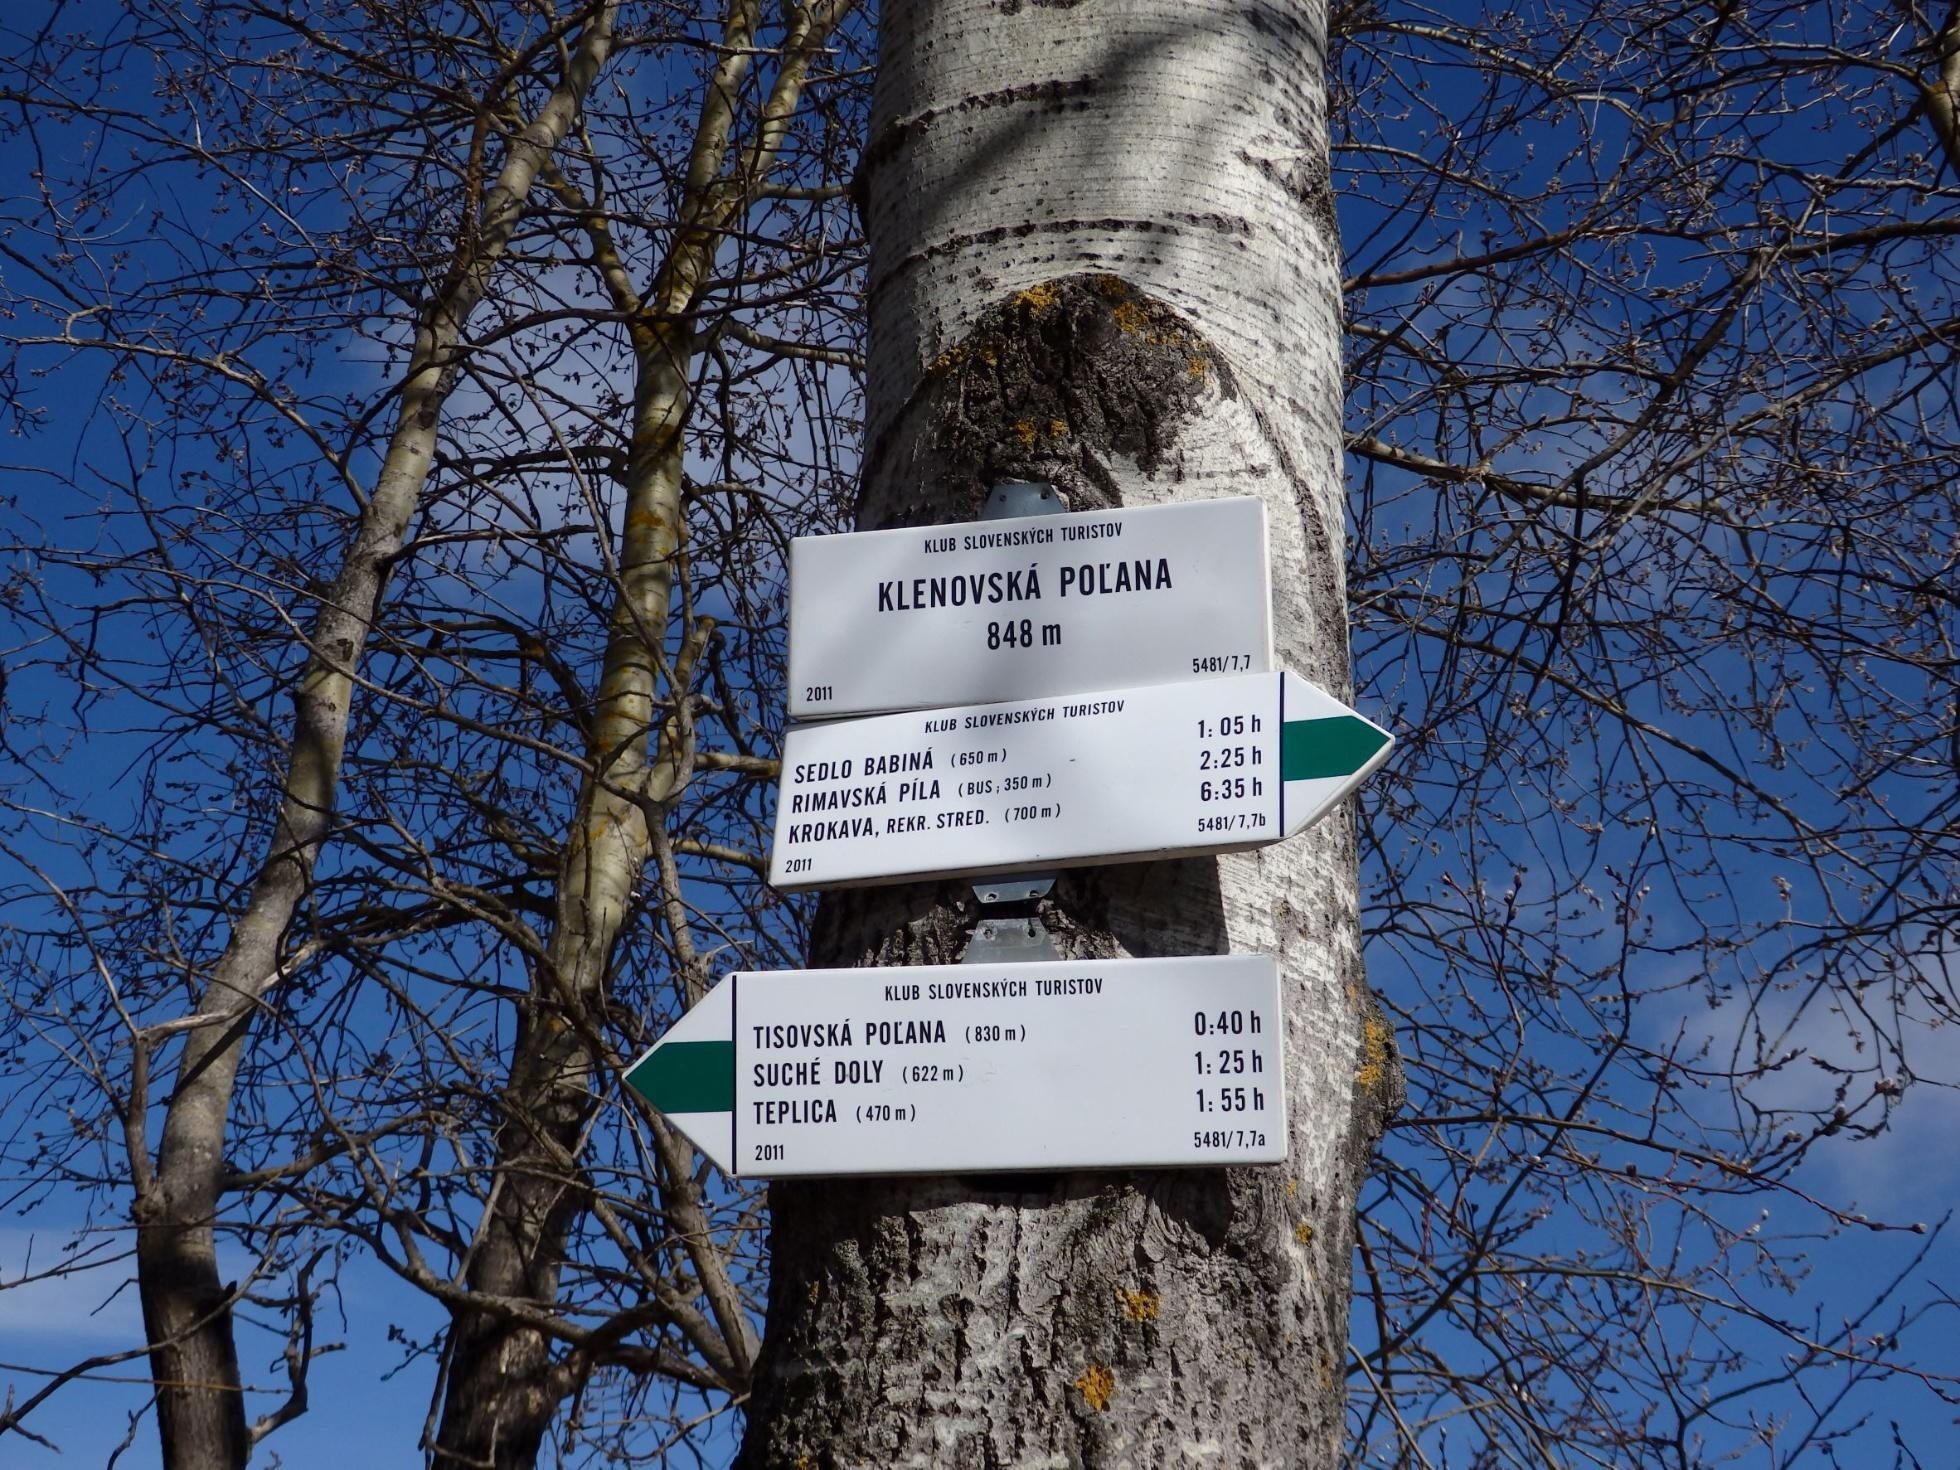 KLUB SLOVENSKÝCH TURISTOV
KLENOVSKÁ POĽANA
848 m
2011 5481/7,7
KLUB SLOVENSKÝCH TURISTOV
SEDLO BABINÁ (650 m) 1:05 h
RIMAVSKÁ PÍLA (BUS; 350 m) 2:25 h
KROKAVA, REKR. STRED. (700 m) 6:35 h
2011 5481/7,7b
KLUB SLOVENSKÝCH TURISTOV
TISOVSKÁ POĽANA (830 m) 0:40 h
SUCHÉ DOLY (622 m) 1:25 h
TEPLICA (470 m) 1:55 h
2011 5481/7,7a